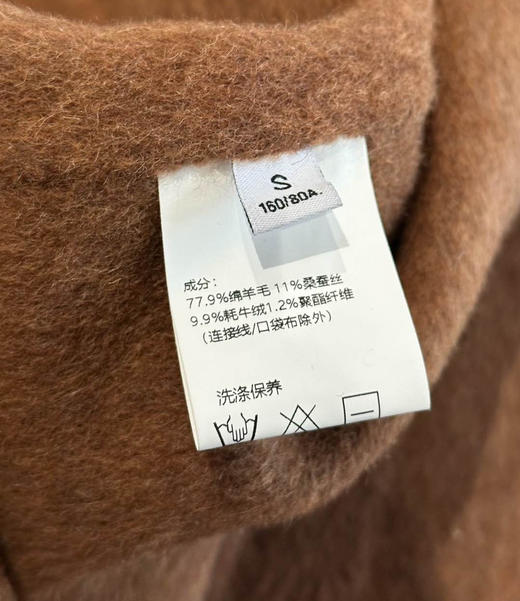 S
160/80A.
成分：
77.9%绵羊毛 11%桑蚕丝
9.9%耗牛绒1.2%聚酯纤维
（连接线/口袋布除外）
洗涤保养